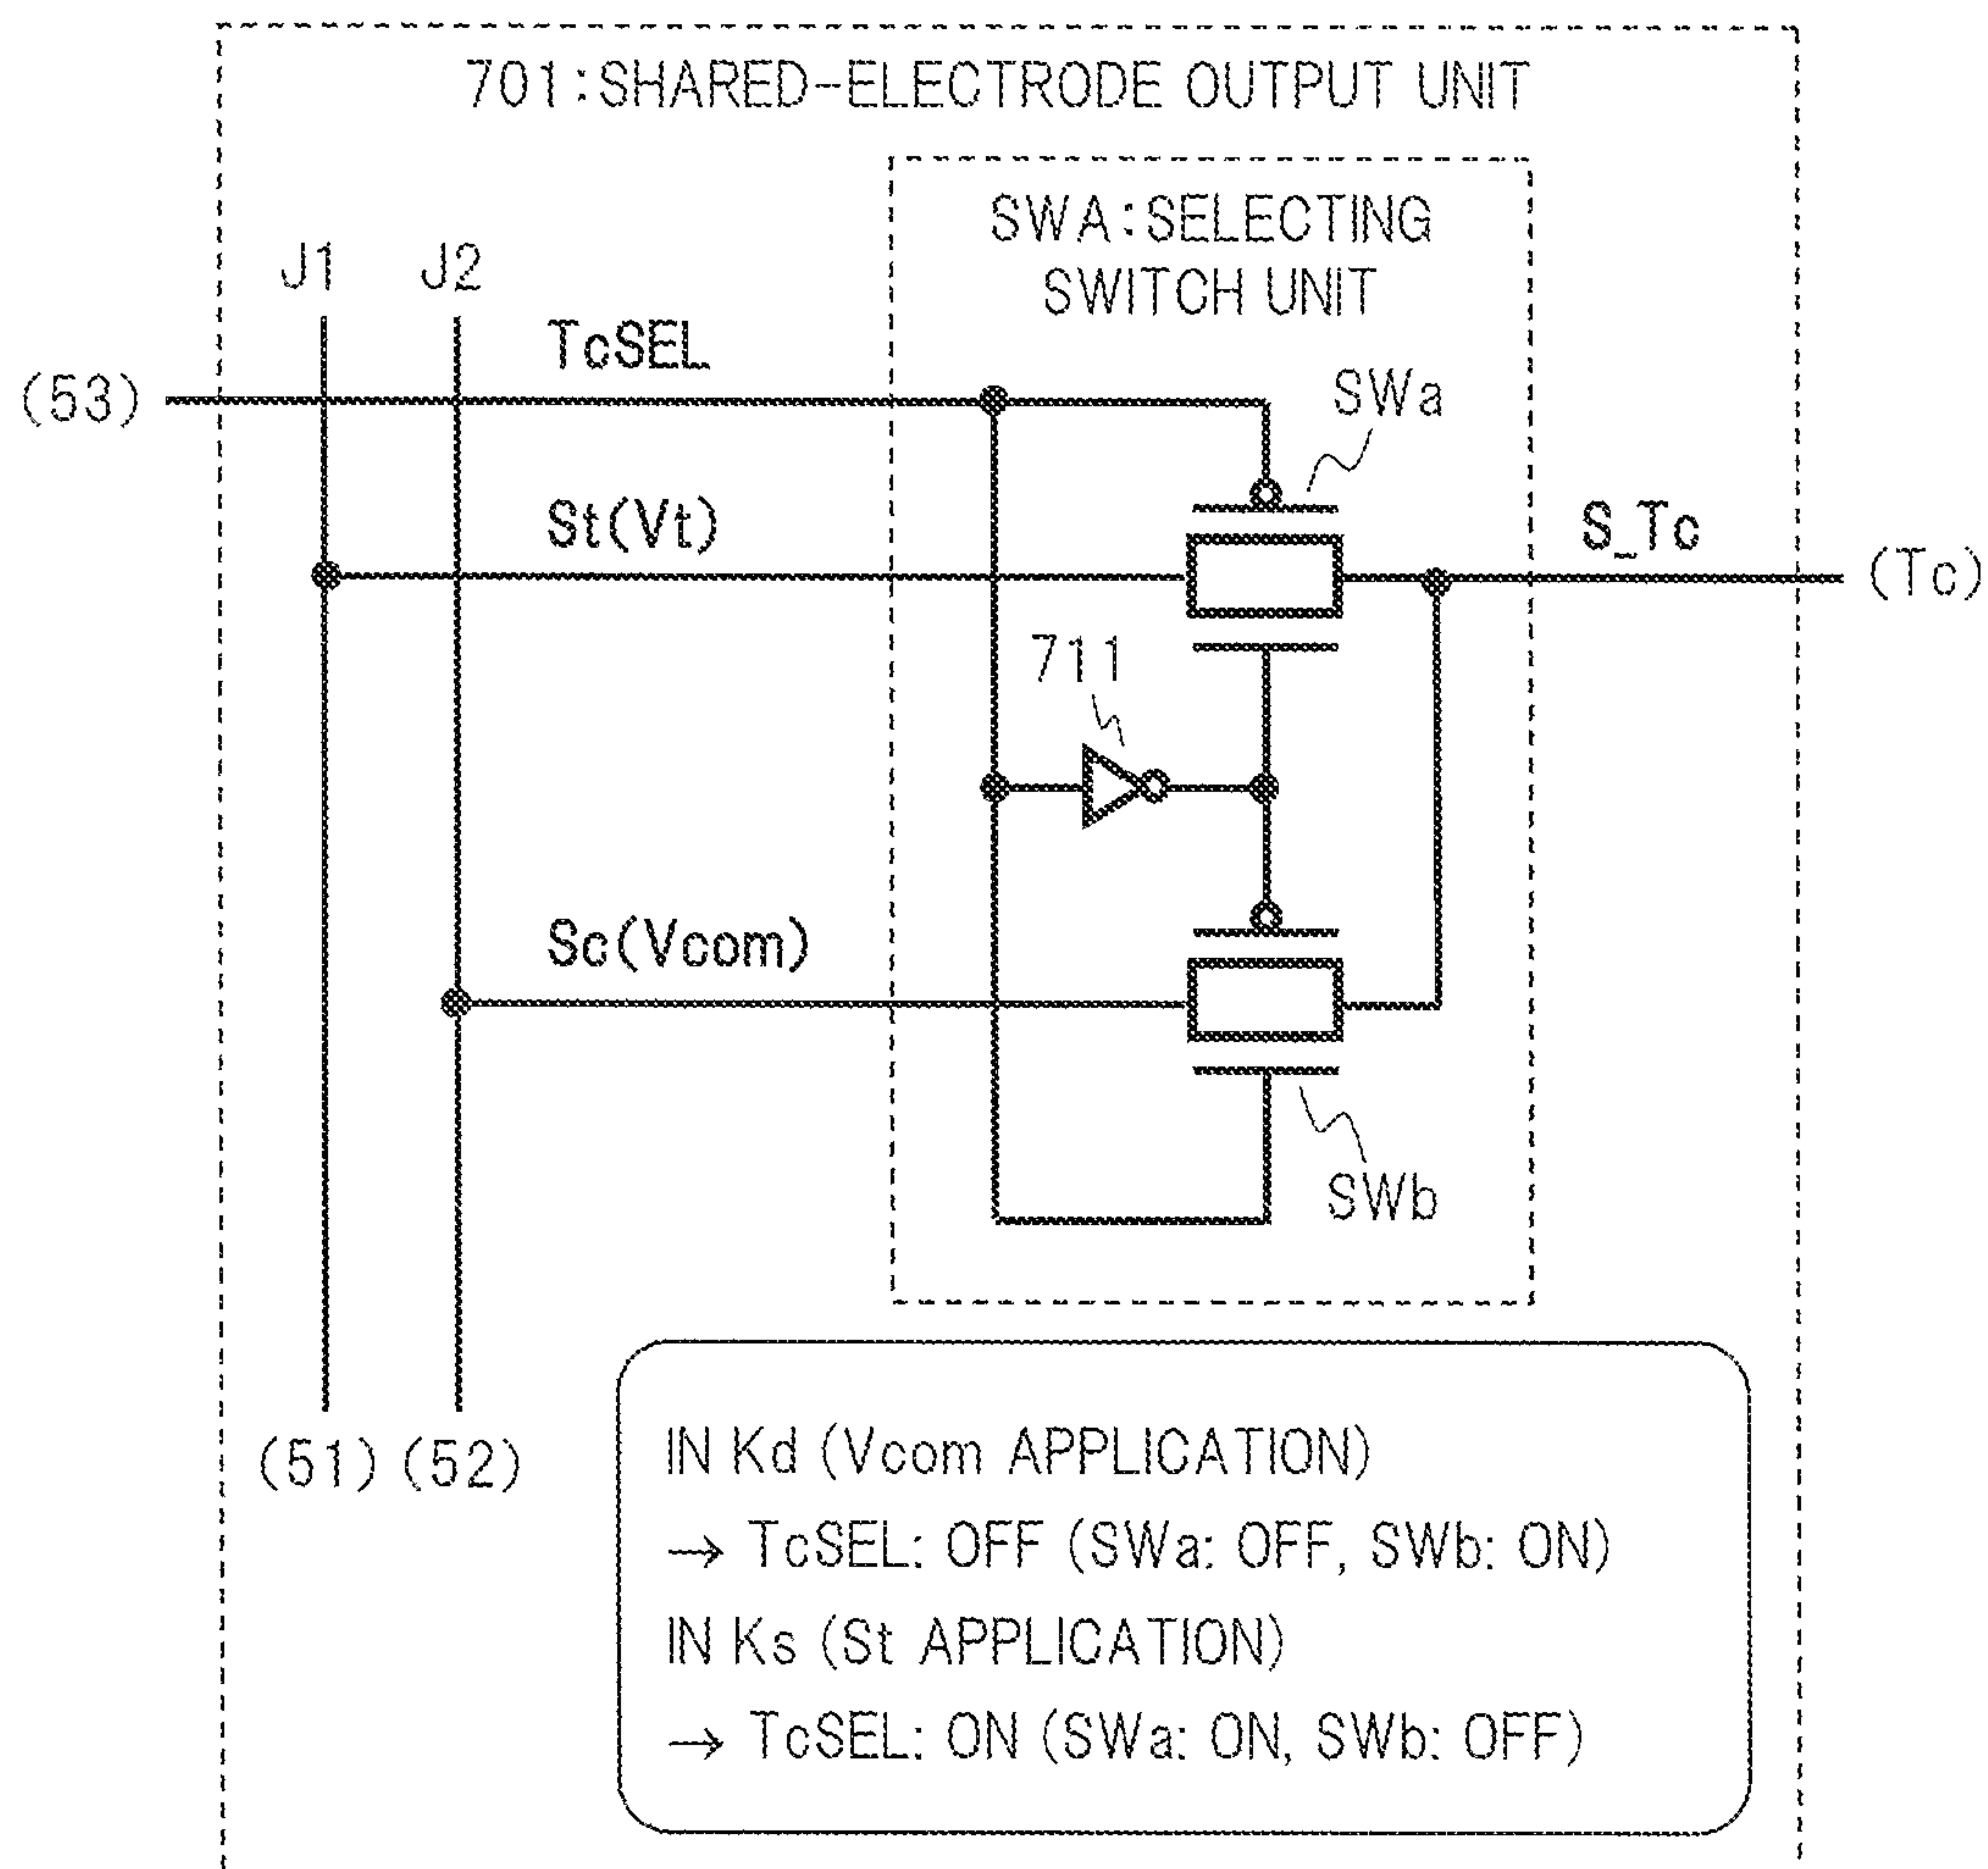 701:SHARED-ELECTRODE OUTPUT UNIT
SWA:SELECTING
SWITCH UNIT
J1
J2
TcSEL
(53)
SWa
St(Vt)
S_Tc
(Tc)
711
Sc(Vcom)
SWb
(51)
(52)
IN Kd (Vcom APPLICATION)
→ TcSEL: OFF (SWa: OFF, SWb: ON)
IN Ks (St APPLICATION)
→ TcSEL: ON (SWa: ON, SWb: OFF)